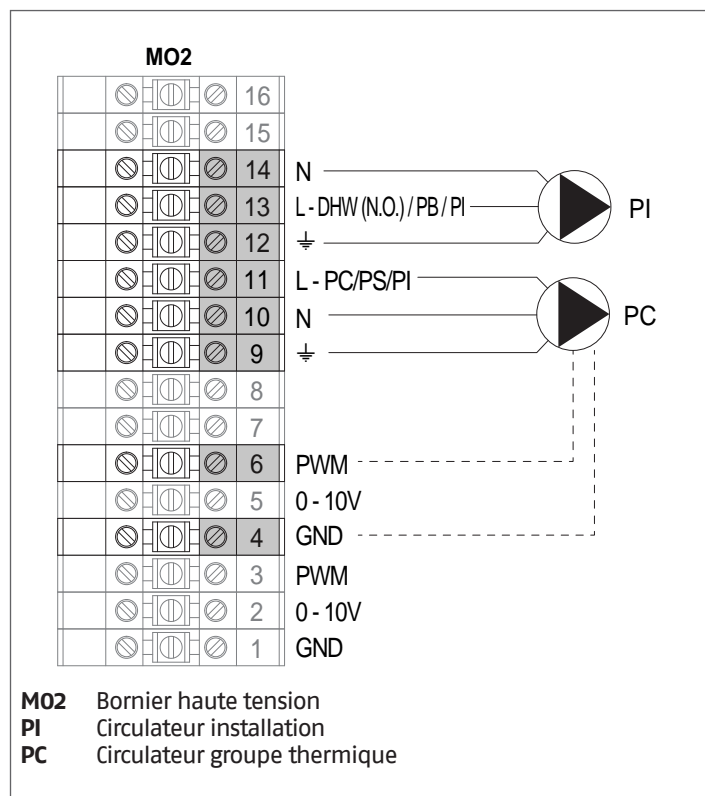 MO2
16
15
14 N
13 L - DHW (N.O.) / PB / PI PI
12
11 L - PC/PS/PI
10 N PC
9
8
7
6 PWM
5 0 - 10V
4 GND
3 PWM
2 0 - 10V
1 GND
M02 Bornier haute tension
PI Circulateur installation
PC Circulateur groupe thermique